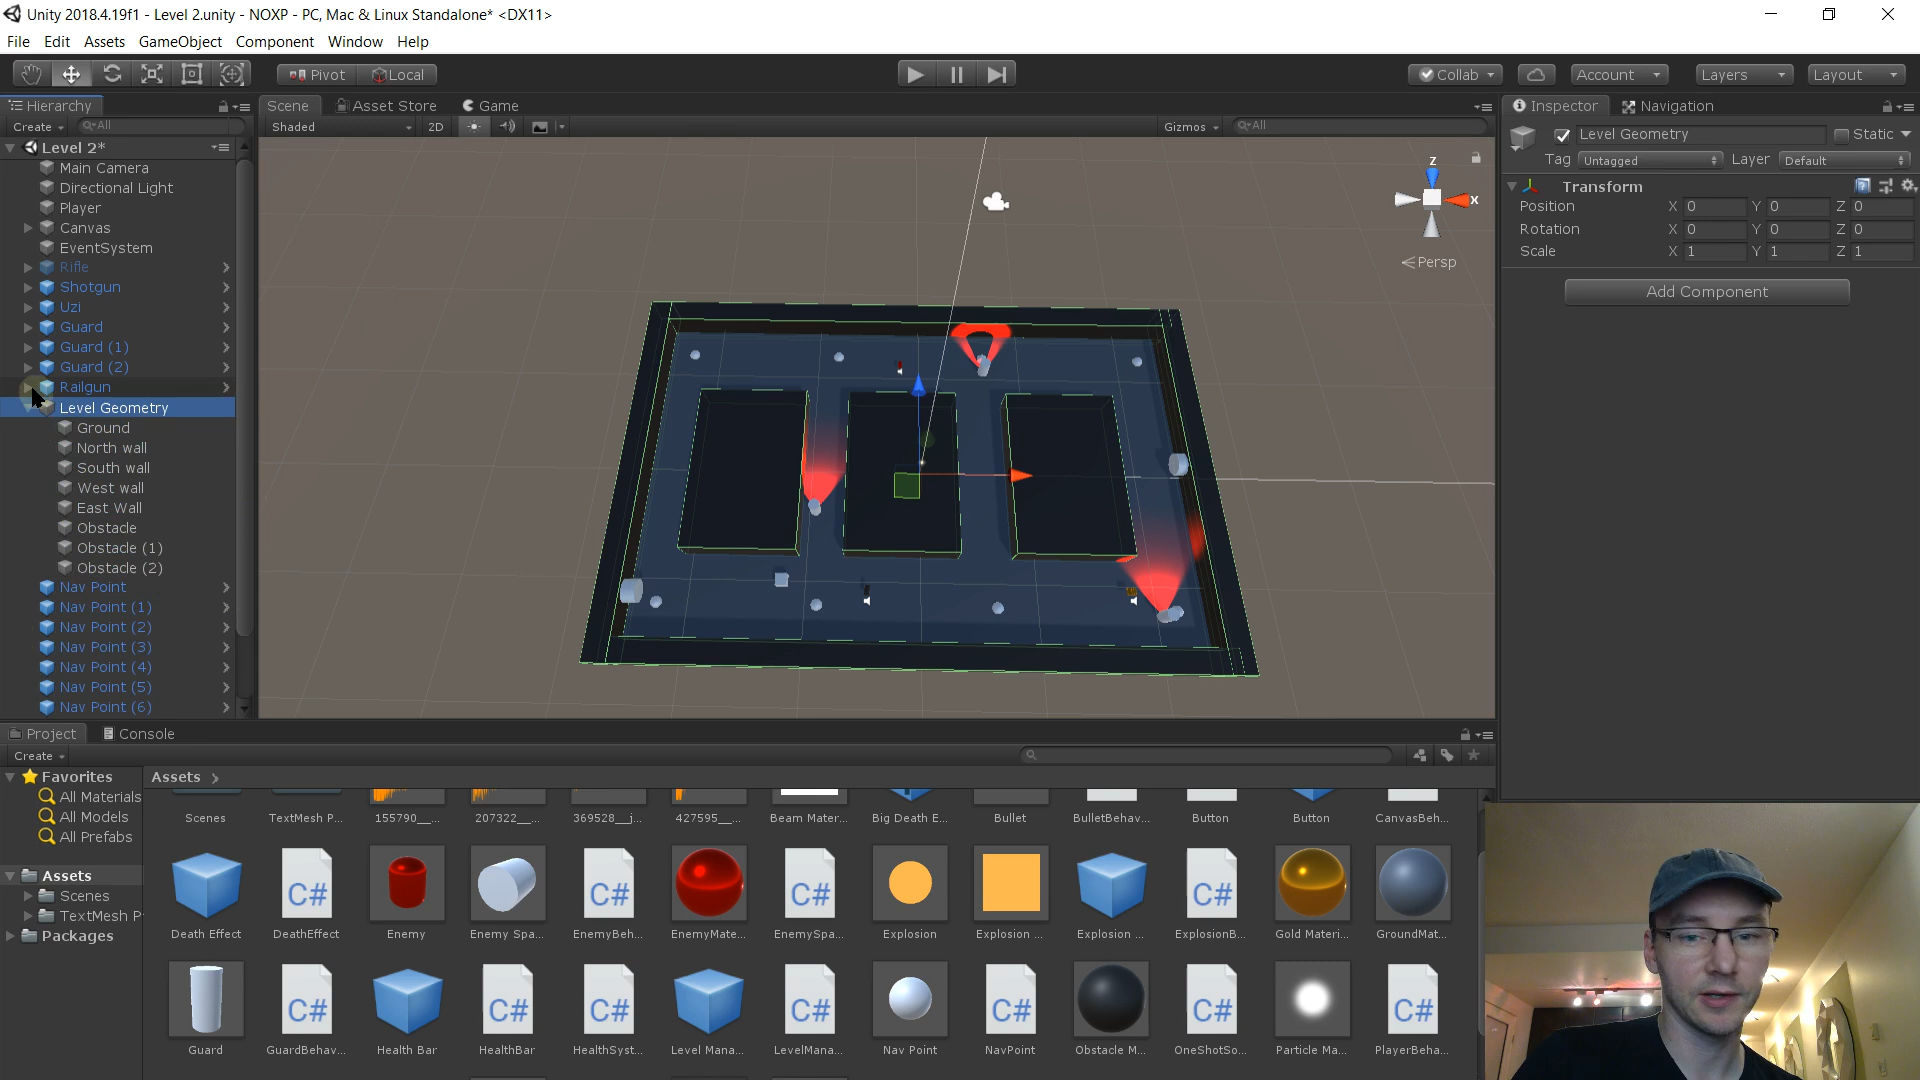 Unity 2018.4.19f1 - Level 2.unity - NOXP - PC, Mac & Linux Standalone* <DX11>
File Edit Assets GameObject Component Window Help
Pivot Local Collab Account Layers Layout
Hierarchy
Create All
Level 2*
Main Camera
Directional Light
Player
Canvas
EventSystem
Rifle
Shotgun
Uzi
Guard
Guard (1)
Guard (2)
Railgun
Level Geometry
Ground
North wall
South wall
West wall
East Wall
Obstacle
Obstacle (1)
Obstacle (2)
Nav Point
Nav Point (1)
Nav Point (2)
Nav Point (3)
Nav Point (4)
Nav Point (5)
Nav Point (6)
Scene Asset Store Game
Shaded 2D Gizmos All
z
x
Persp
Inspector Navigation
Level Geometry Static
Tag Untagged Layer Default
Transform
Position X 0 Y 0 Z 0
Rotation X 0 Y 0 Z 0
Scale X 1 Y 1 Z 1
Add Component
Project Console
Create
Favorites
All Materials
All Models
All Prefabs
Assets
Scenes
TextMesh P
Packages
Assets
Scenes TextMesh P... 155790__... 207322__... 369528__j... 427595__... Beam Mater... Big Death E... Bullet BulletBehav... Button Button CanvasBeh...
C# C# C# C#
Death Effect DeathEffect Enemy Enemy Spa... EnemyBeh... EnemyMate... EnemySpa... Explosion Explosion ... Explosion ... ExplosionB... Gold Materi... GroundMat...
C# C# C# C# C# C# C#
Guard GuardBehav... Health Bar HealthBar HealthSyst... Level Mana... LevelMana... Nav Point NavPoint Obstacle M... OneShotSo... Particle Ma... PlayerBeha...